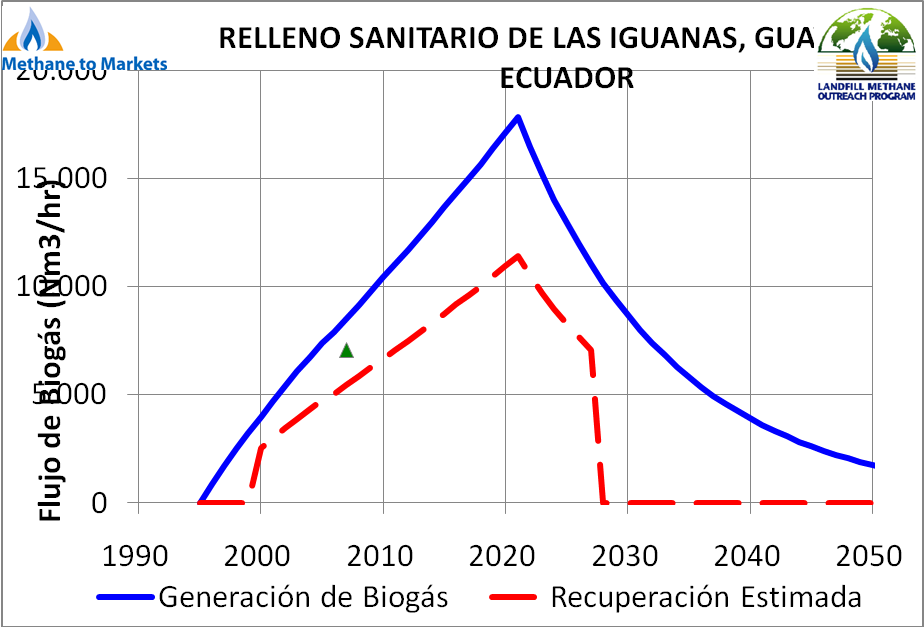 RELLENO SANITARIO DE LAS IGUANAS, GUA
ECUADOR
Methane to Markets
LANDFILL METHANE
OUTREACH PROGRAM
Flujo de Biogás (Nm3/hr)
20.000
15.000
10.000
5.000
0
1990 2000 2010 2020 2030 2040 2050
Generación de Biogás Recuperación Estimada